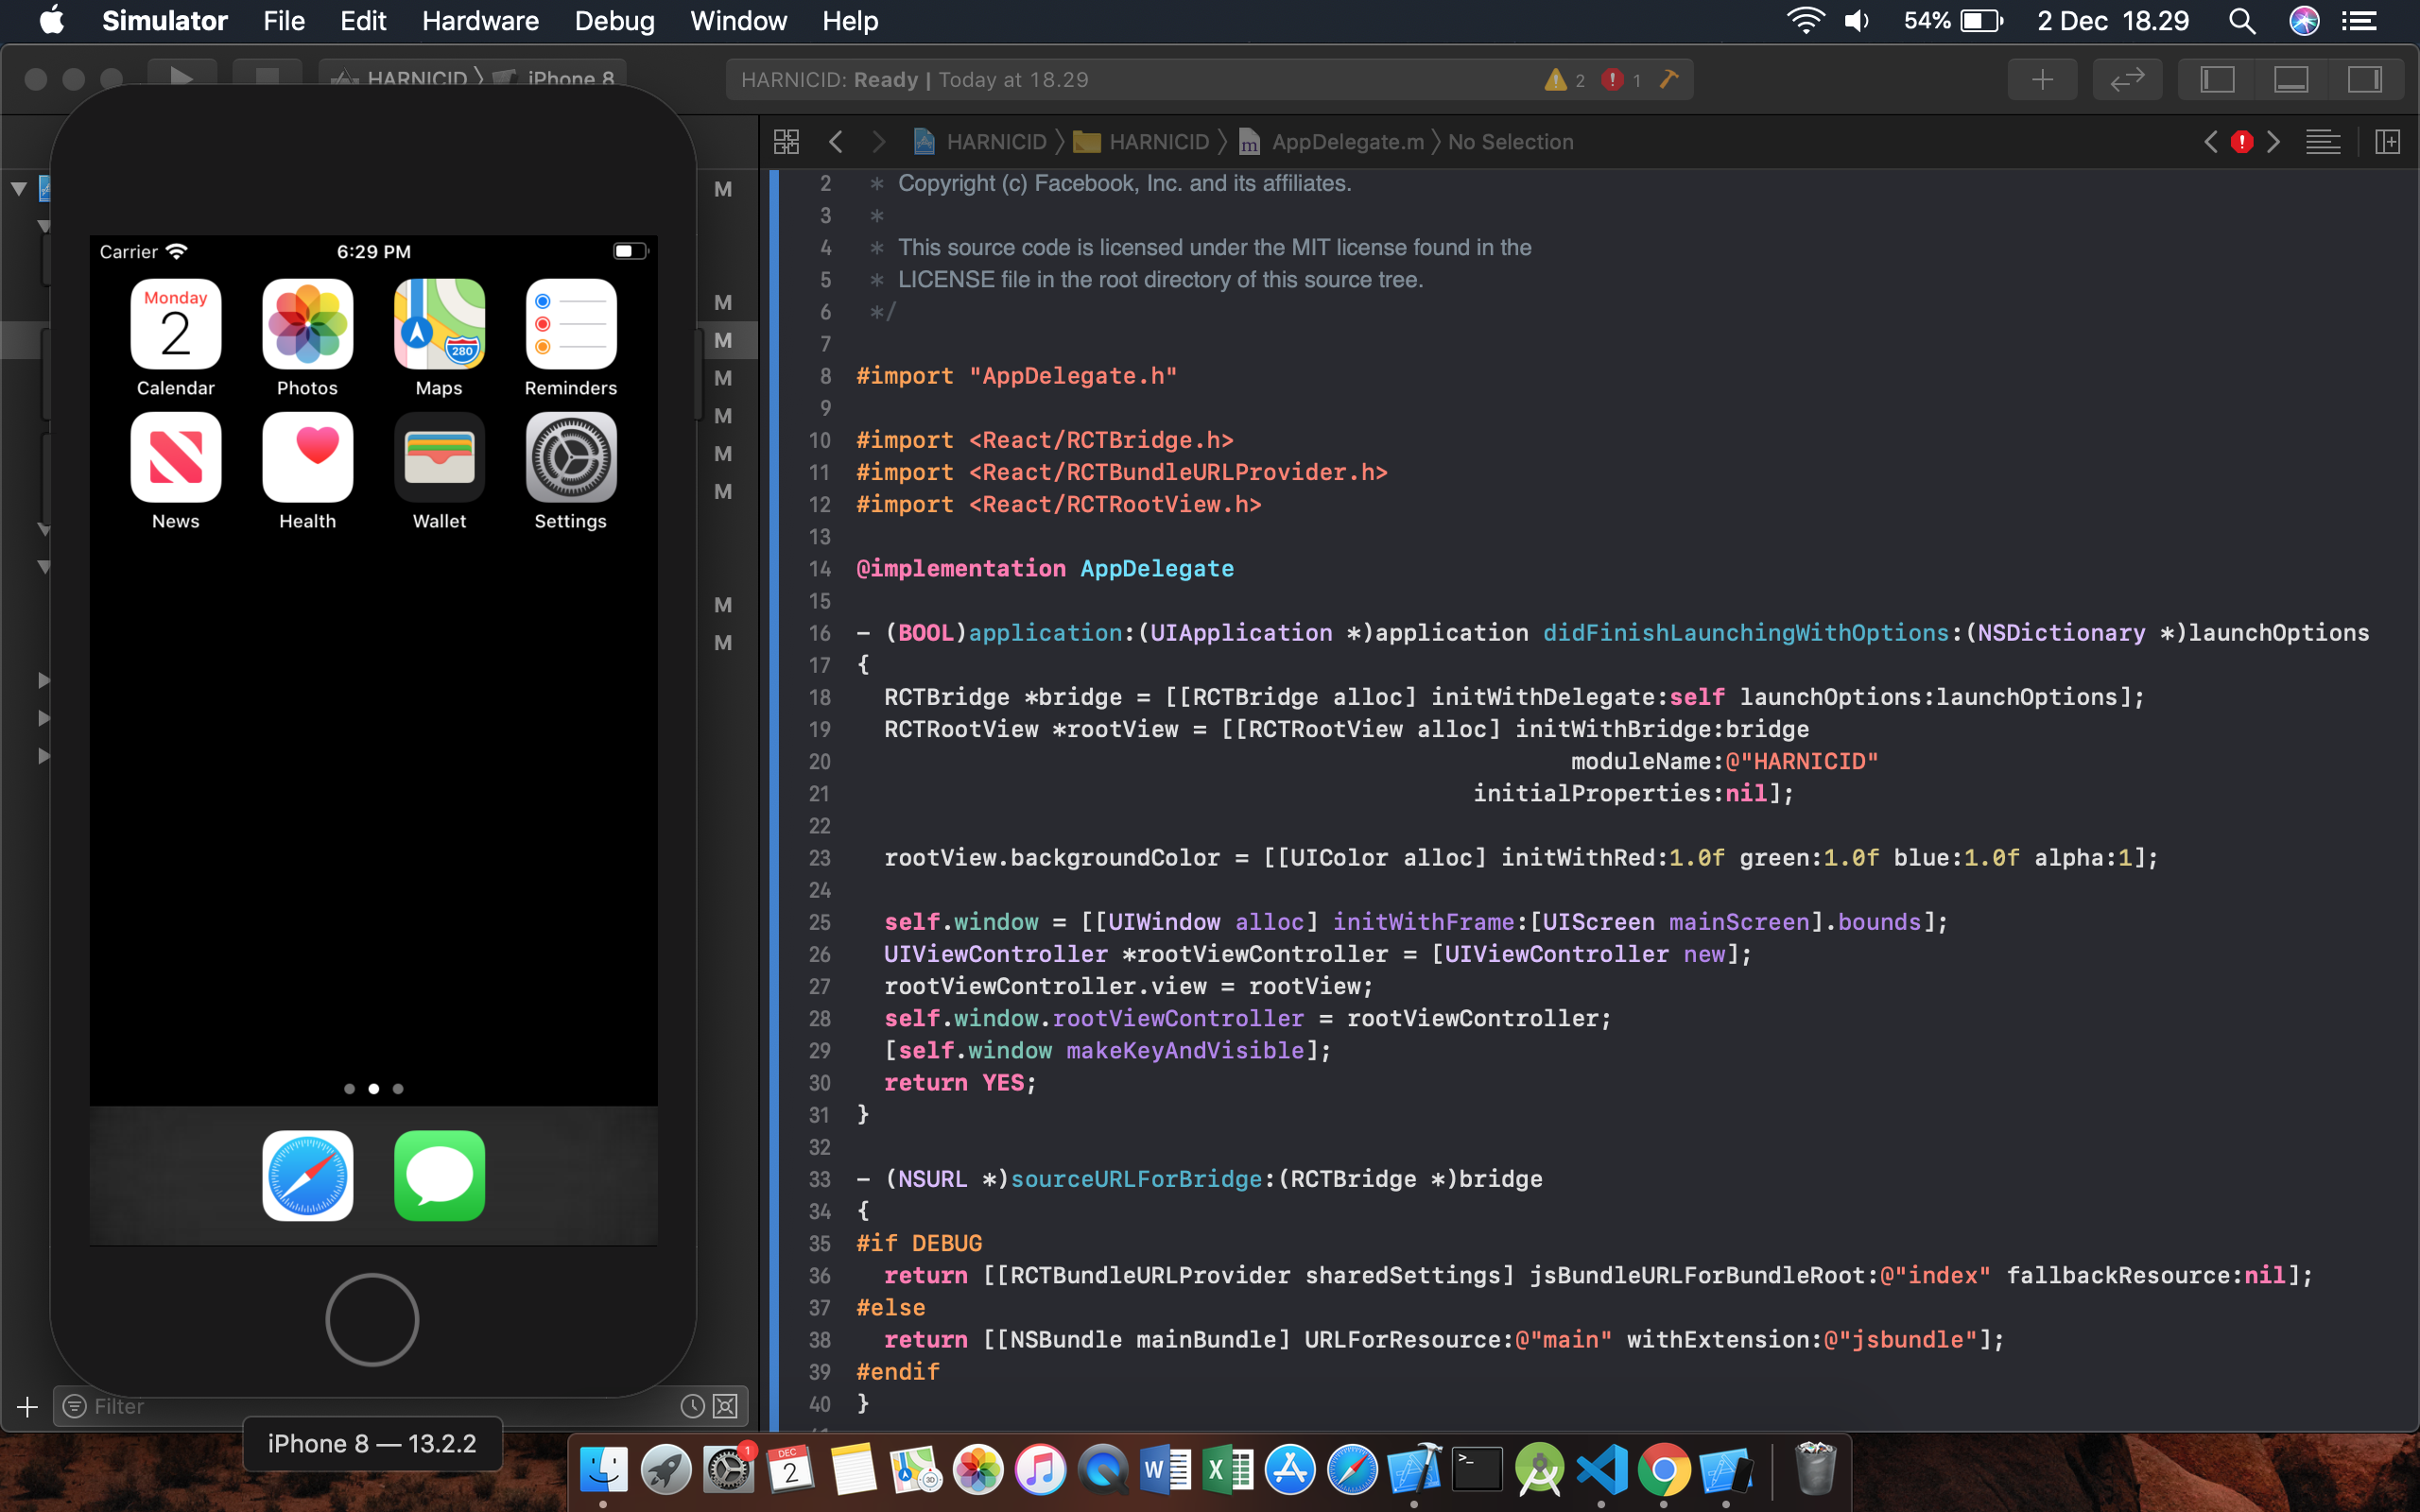 Simulator File Edit Hardware Debug Window Help 54% 2 Dec 18.29
HARNICID iPhone 8 HARNICID: Ready | Today at 18.29 2 1
HARNICID HARNICID m AppDelegate.m No Selection
Carrier 6:29 PM
Monday
2
280
Calendar Photos Maps Reminders
News Health Wallet Settings
M
M
M
M
M
M
M
M
M
2 * Copyright (c) Facebook, Inc. and its affiliates.
3 *
4 * This source code is licensed under the MIT license found in the
5 * LICENSE file in the root directory of this source tree.
6 */
7
8 #import "AppDelegate.h"
9
10 #import <React/RCTBridge.h>
11 #import <React/RCTBundleURLProvider.h>
12 #import <React/RCTRootView.h>
13
14 @implementation AppDelegate
15
16 - (BOOL)application:(UIApplication *)application didFinishLaunchingWithOptions:(NSDictionary *)launchOptions
17 {
18 RCTBridge *bridge = [[RCTBridge alloc] initWithDelegate:self launchOptions:launchOptions];
19 RCTRootView *rootView = [[RCTRootView alloc] initWithBridge:bridge
20 moduleName:@"HARNICID"
21 initialProperties:nil];
22
23 rootView.backgroundColor = [[UIColor alloc] initWithRed:1.0f green:1.0f blue:1.0f alpha:1];
24
25 self.window = [[UIWindow alloc] initWithFrame:[UIScreen mainScreen].bounds];
26 UIViewController *rootViewController = [UIViewController new];
27 rootViewController.view = rootView;
28 self.window.rootViewController = rootViewController;
29 [self.window makeKeyAndVisible];
30 return YES;
31 }
32
33 - (NSURL *)sourceURLForBridge:(RCTBridge *)bridge
34 {
35 #if DEBUG
36 return [[RCTBundleURLProvider sharedSettings] jsBundleURLForBundleRoot:@"index" fallbackResource:nil];
37 #else
38 return [[NSBundle mainBundle] URLForResource:@"main" withExtension:@"jsbundle"];
39 #endif
40 }
Filter
iPhone 8 — 13.2.2
1 DEC 2 3D W X >_